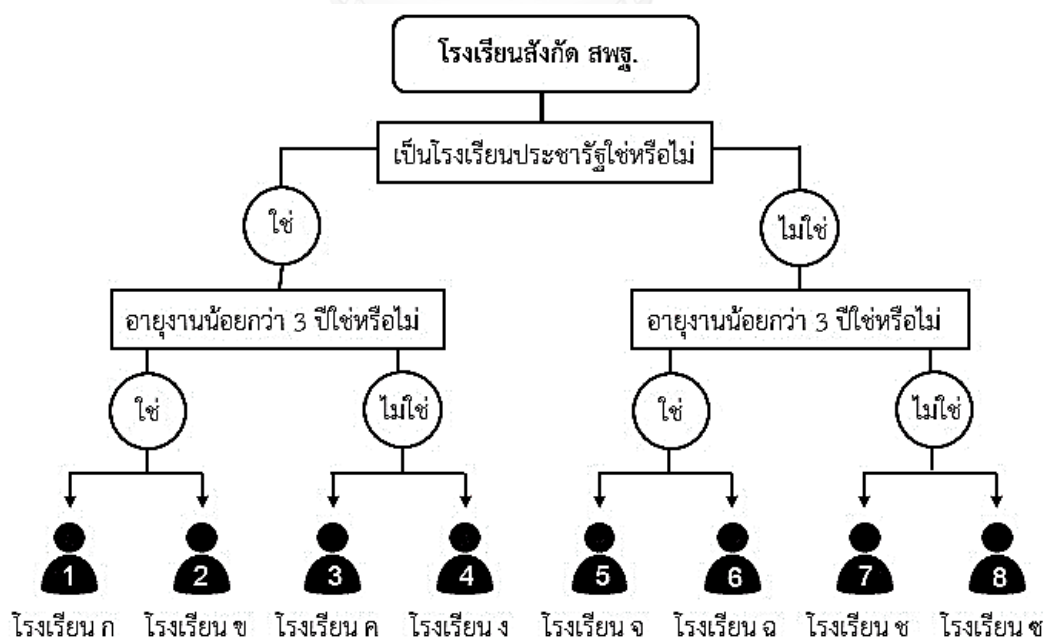 โรงเรียนสังกัด สพฐ.
เป็นโรงเรียนประชารัฐใช่หรือไม่
ใช่
ไม่ใช่
อายุงานน้อยกว่า 3 ปีใช่หรือไม่
อายุงานน้อยกว่า 3 ปีใช่หรือไม่
ใช่
ไม่ใช่
ใช่
ไม่ใช่
1 2 3 4 5 6 7 8
โรงเรียน ก โรงเรียน ข โรงเรียน ค โรงเรียน ง โรงเรียน จ โรงเรียน ฉ โรงเรียน ช โรงเรียน ซ